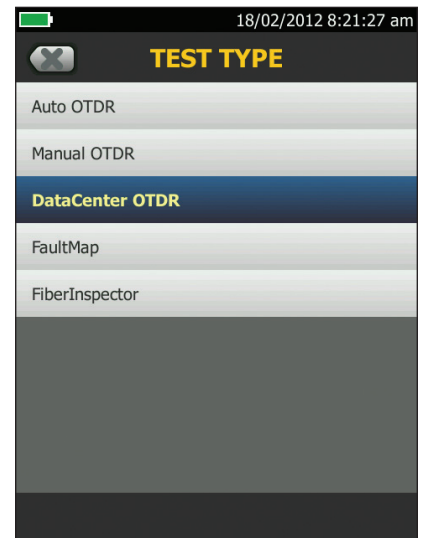 18/02/2012 8:21:27 am
TEST TYPE
Auto OTDR
Manual OTDR
DataCenter OTDR
FaultMap
FiberInspector